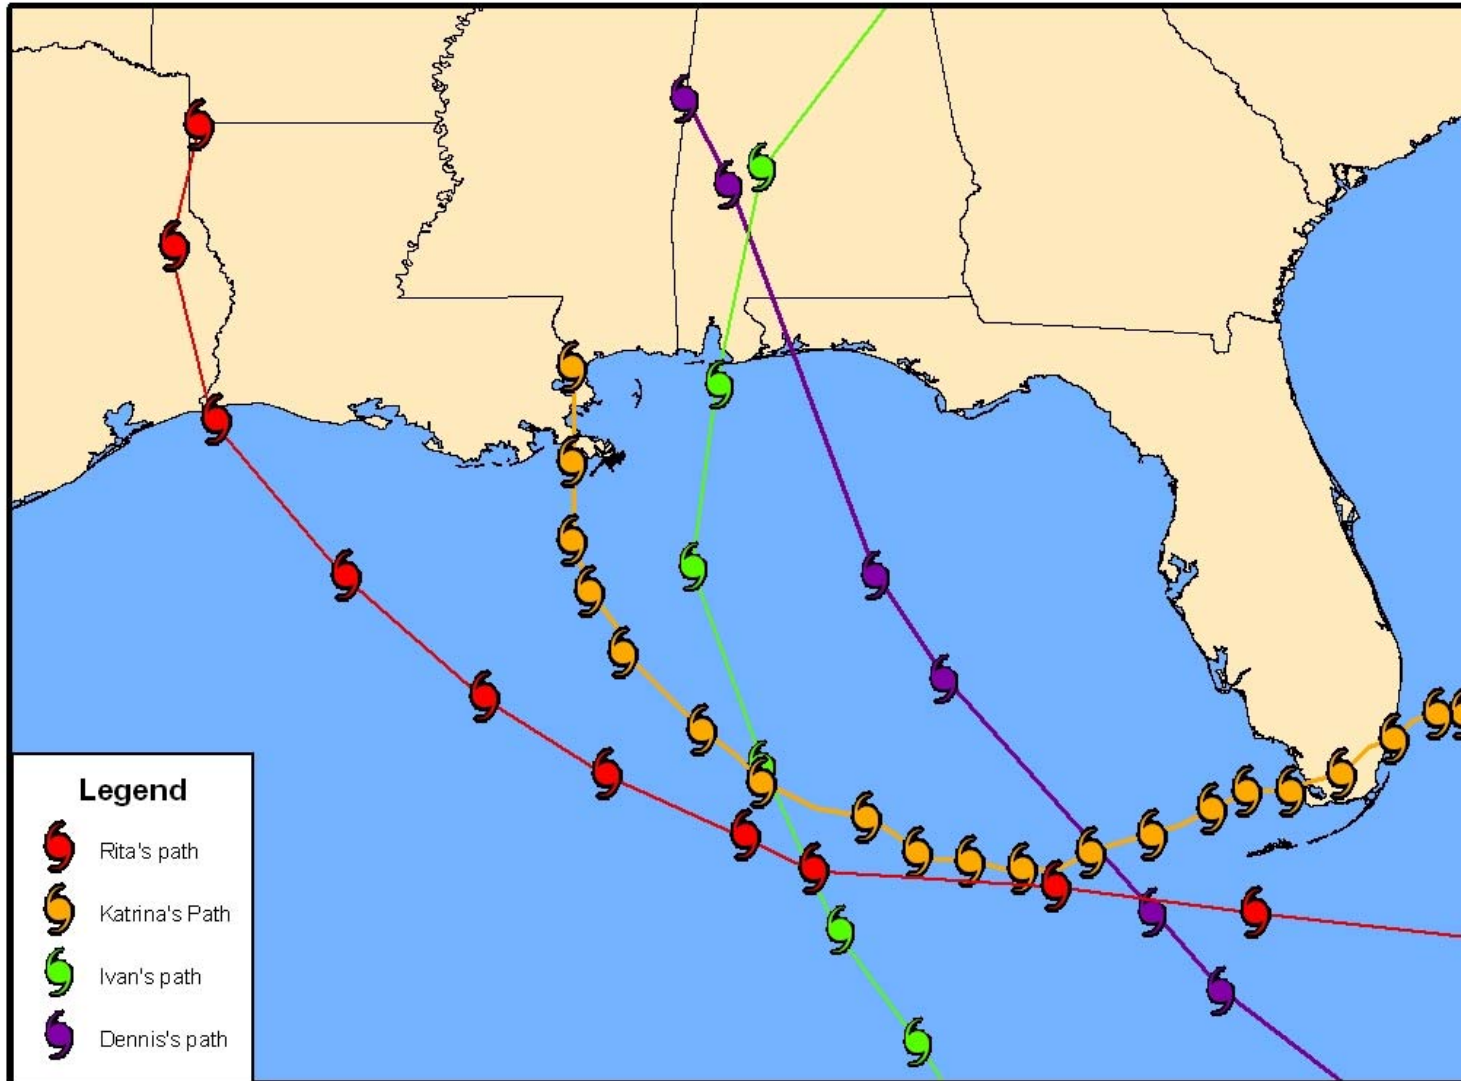 Legend
Rita's path
Katrina's Path
Ivan's path
Dennis's path